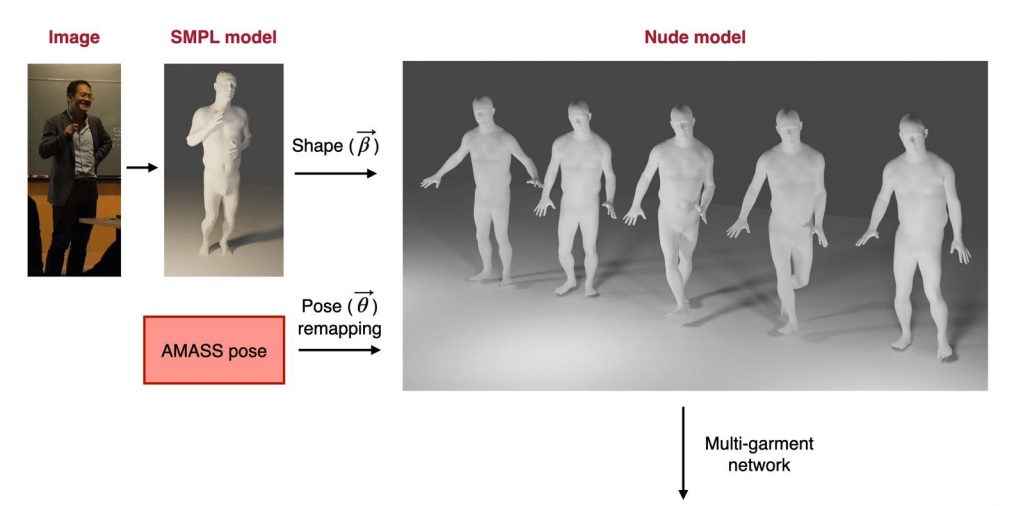 Image
SMPL model
Nude model
Shape (β⃗)
Pose (θ⃗)
remapping
AMASS pose
Multi-garment
network